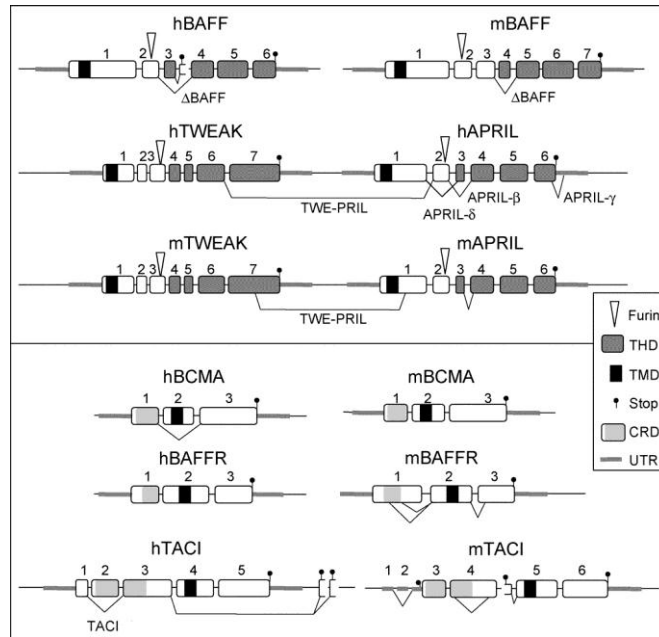 hBAFF mBAFF
1 2 3 4 5 6 1 2 3 4 5 6 7
ΔBAFF ΔBAFF
hTWEAK hAPRIL
1 2 3 4 5 6 7 1 2 3 4 5 6
TWE-PRIL APRIL-δ APRIL-β APRIL-γ
mTWEAK mAPRIL
1 2 3 4 5 6 7 1 2 3 4 5 6
TWE-PRIL
Furin
THD
TMD
Stop
CRD
UTR
hBCMA mBCMA
1 2 3 1 2 3
hBAFFR mBAFFR
1 2 3 1 2 3
hTACI mTACI
1 2 3 4 5 1 2 3 4 5 6
TACI